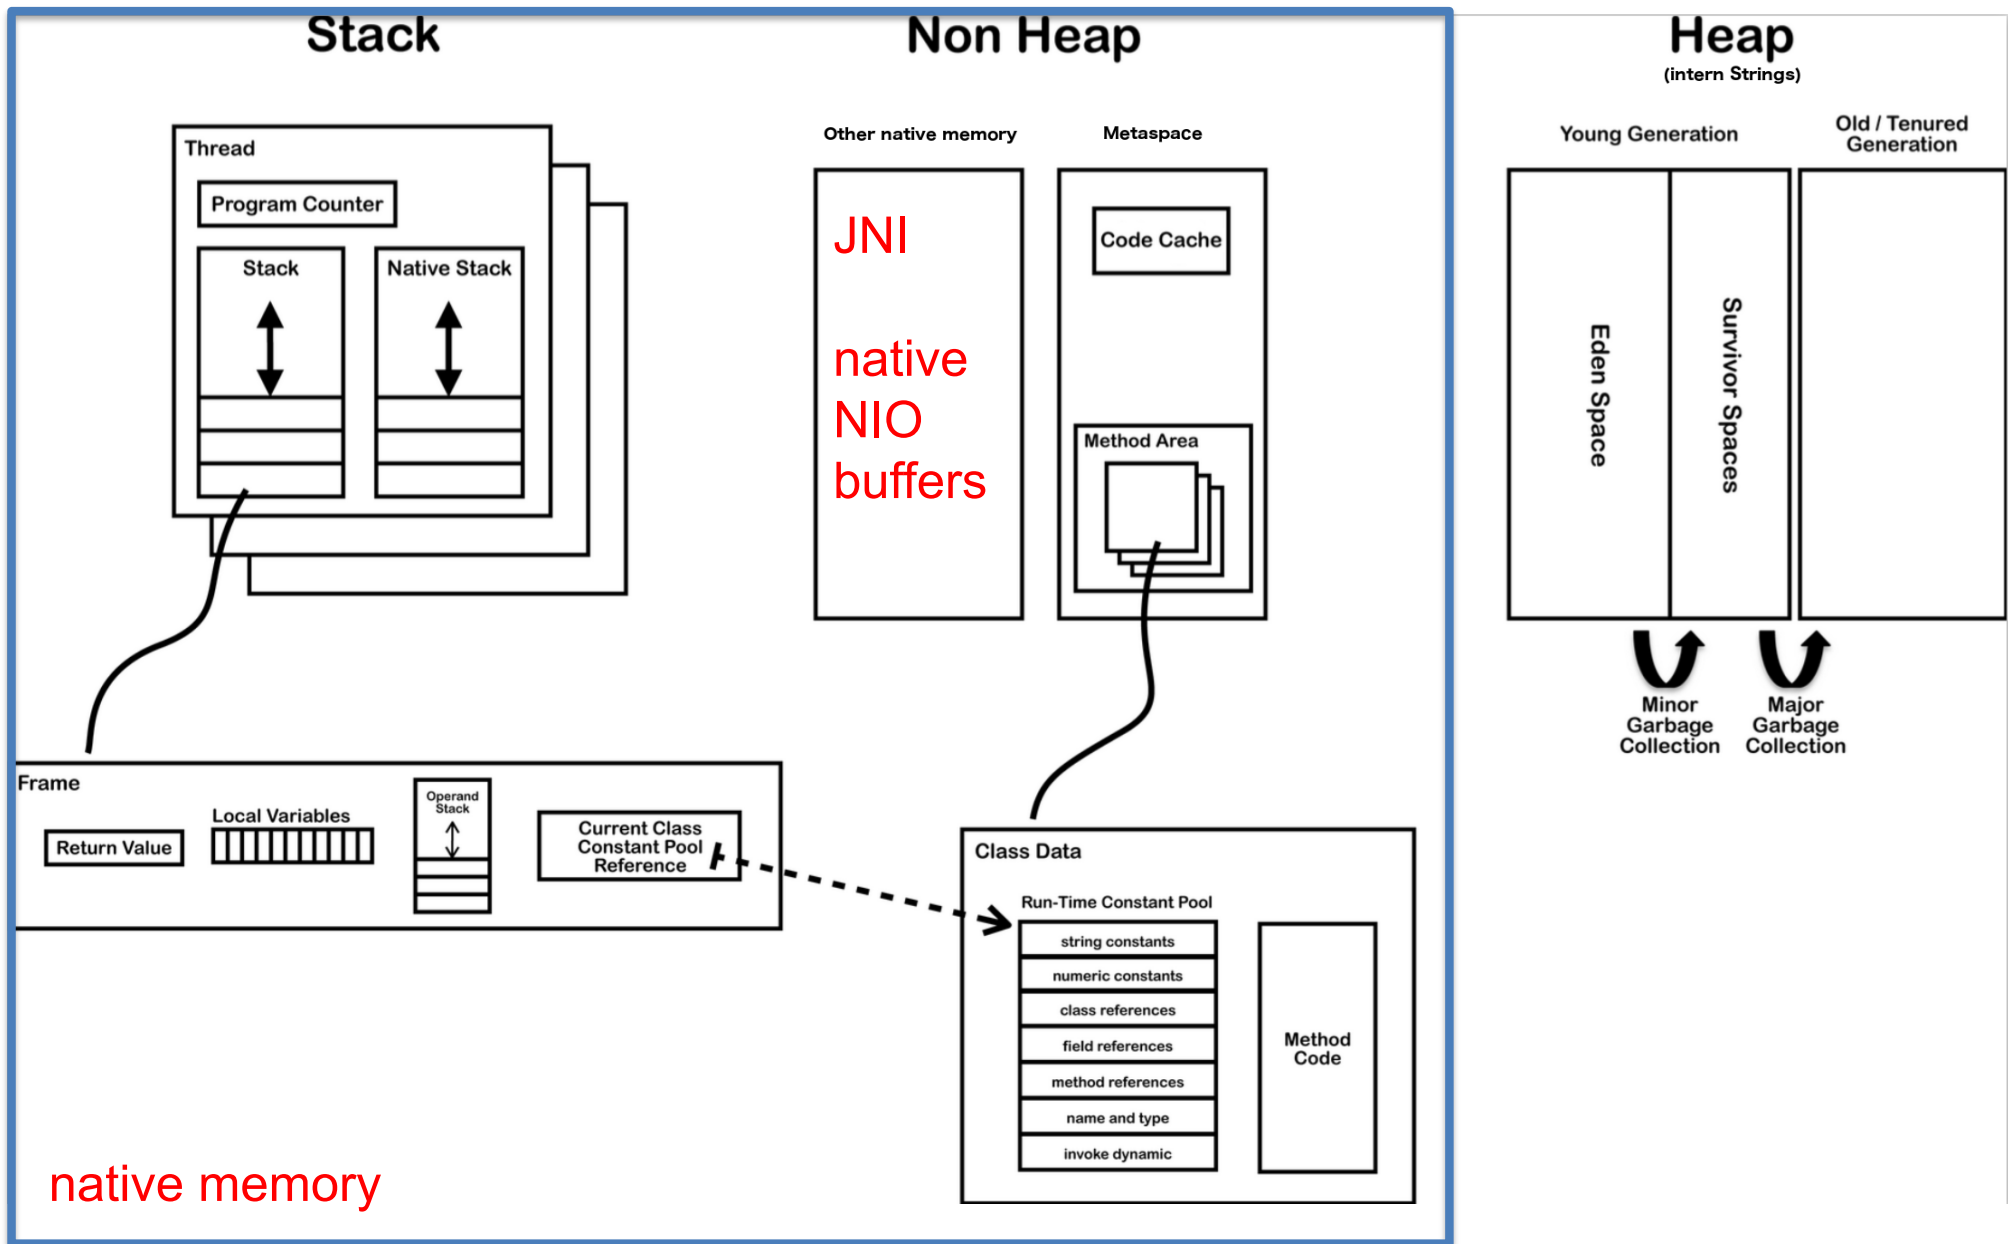 Stack
Non Heap
Heap
(intern Strings)
Thread
Program Counter
Stack
Native Stack
Other native memory
Metaspace
JNI
native
NIO
buffers
Code Cache
Method Area
Young Generation
Old / Tenured
Generation
Eden Space
Survivor Spaces
Minor
Garbage
Collection
Major
Garbage
Collection
Frame
Return Value
Local Variables
Operand
Stack
Current Class
Constant Pool
Reference
Class Data
Run-Time Constant Pool
string constants
numeric constants
class references
field references
method references
name and type
invoke dynamic
Method
Code
native memory